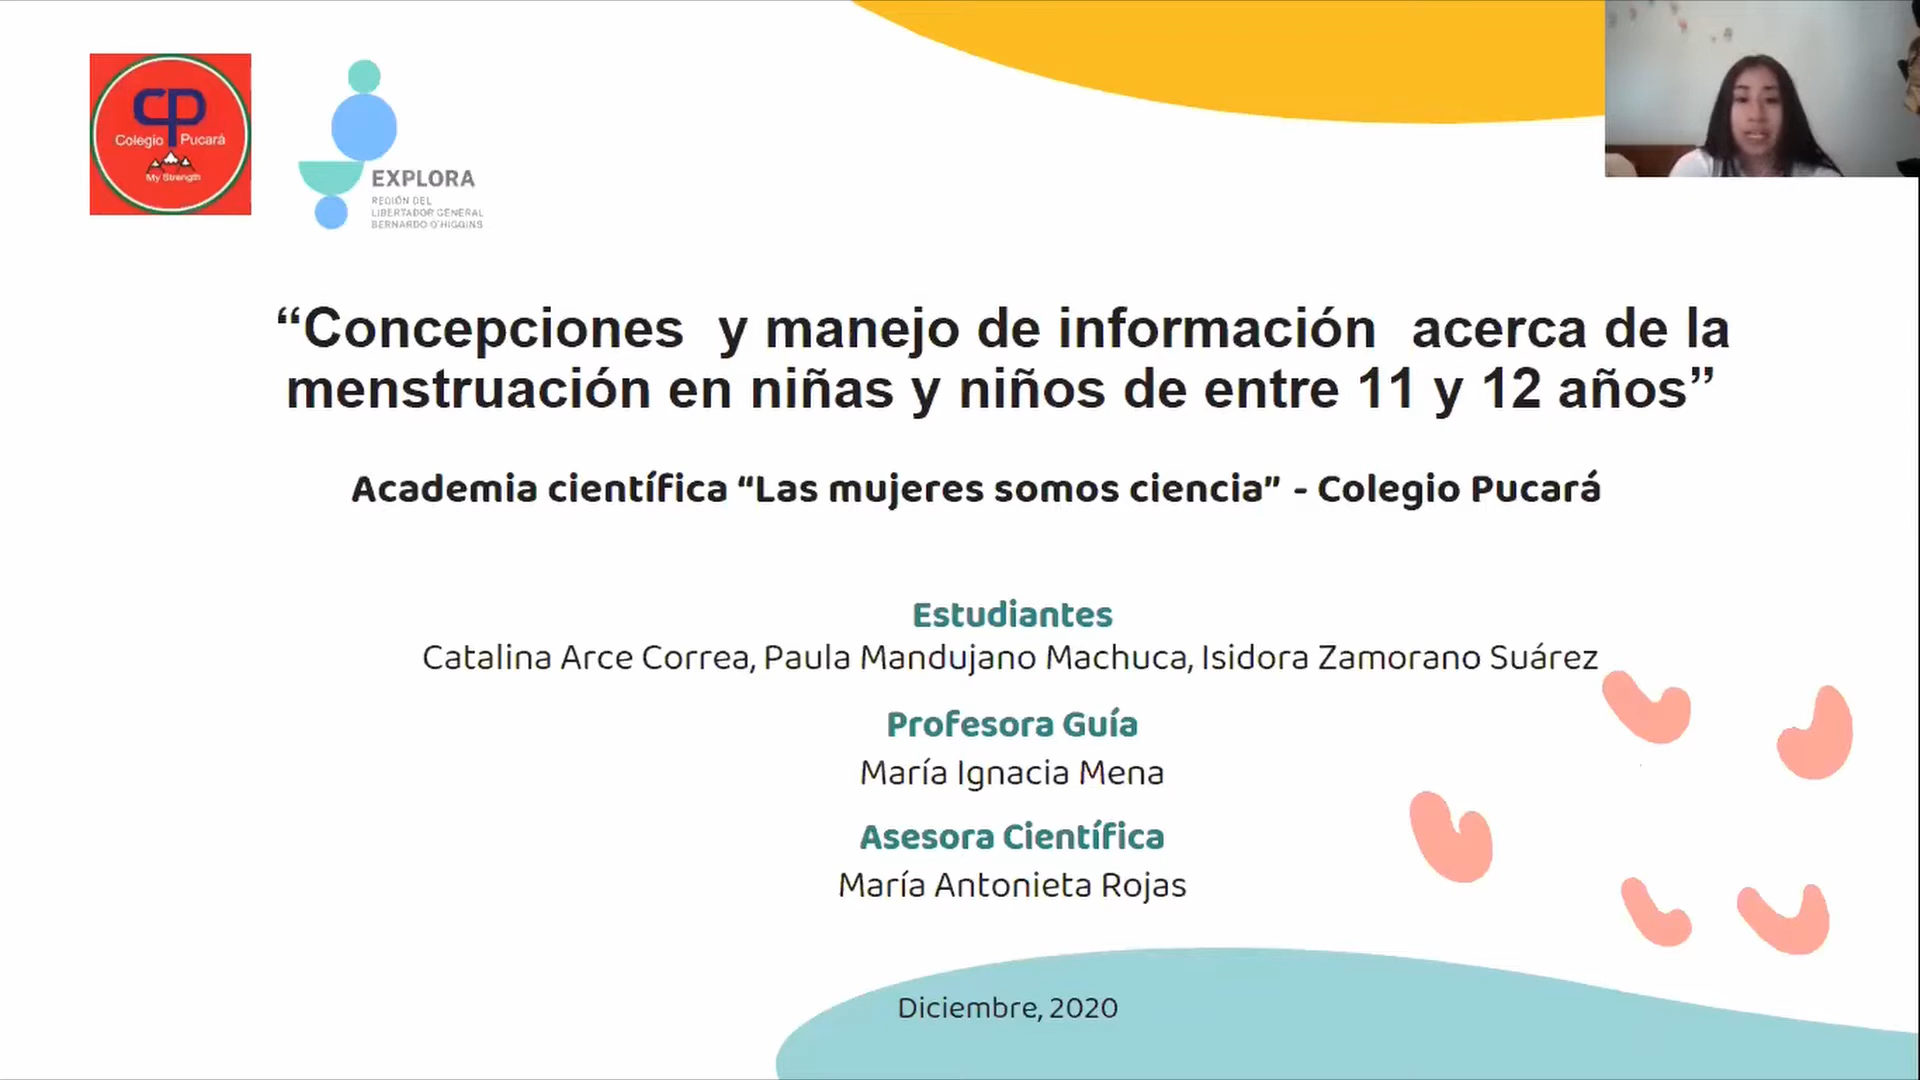 CP
Colegio Pucará
My Strength
EXPLORA
REGIÓN DEL
LIBERTADOR GENERAL
BERNARDO O'HIGGINS
“Concepciones y manejo de información acerca de la
menstruación en niñas y niños de entre 11 y 12 años”
Academia científica “Las mujeres somos ciencia” - Colegio Pucará
Estudiantes
Catalina Arce Correa, Paula Mandujano Machuca, Isidora Zamorano Suárez
Profesora Guía
María Ignacia Mena
Asesora Científica
María Antonieta Rojas
Diciembre, 2020